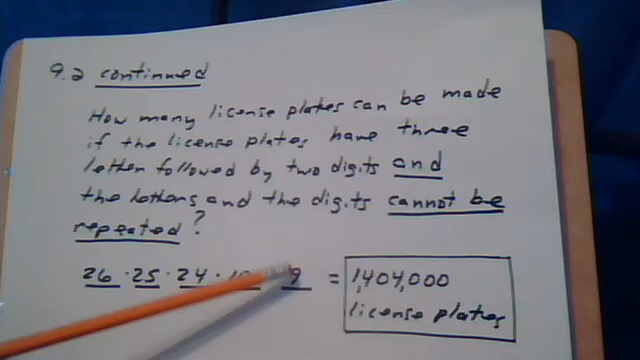 9.2 continued
How many license plates can be made
if the license plates have three
letter followed by two digits and
the letters and the digits cannot be
repeated?
26 · 25 · 24 · 10 9 = 1,404,000
license plates